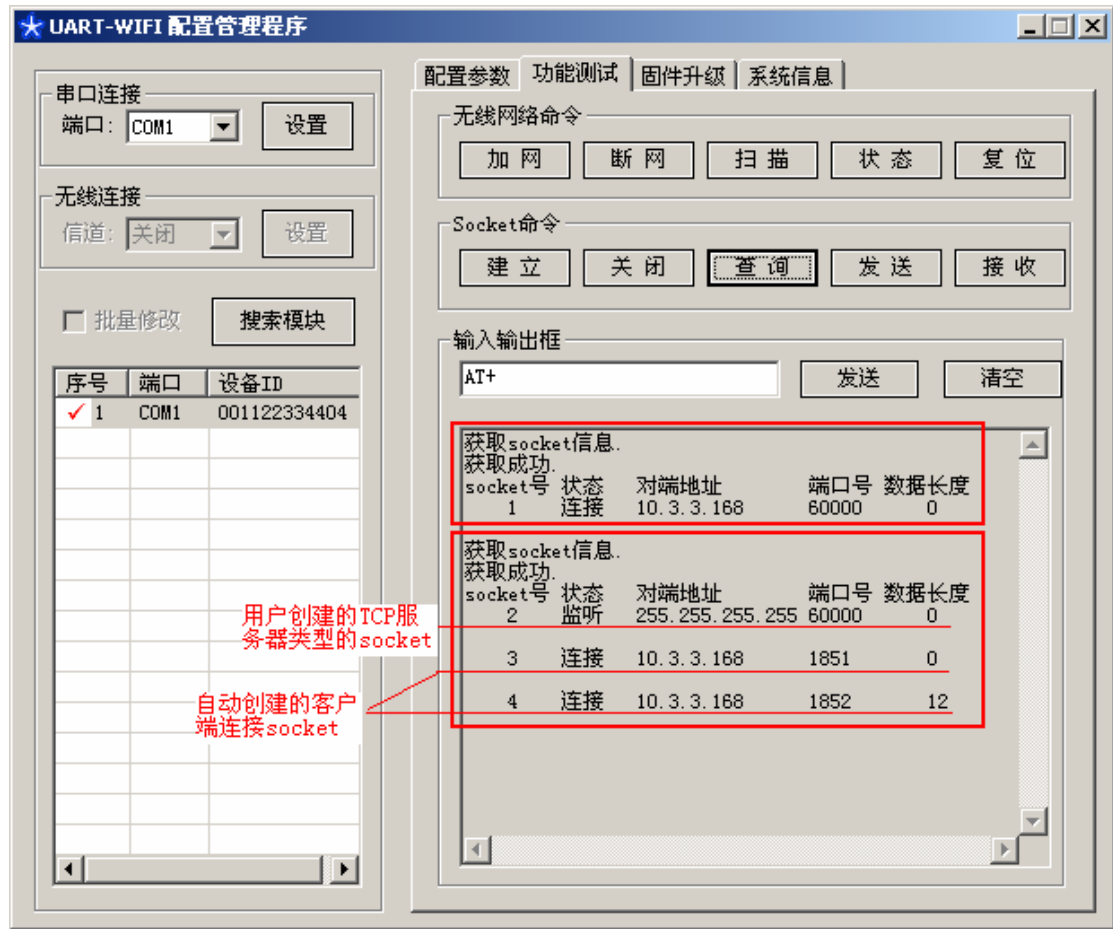 UART-WIFI 配置管理程序
串口连接
端口: COM1 设置
无线连接
信道: 关闭 设置
批量修改 搜索模块
序号 端口 设备ID
1 COM1 001122334404
配置参数 功能测试 固件升级 系统信息
无线网络命令
加 网 断 网 扫 描 状 态 复 位
Socket命令
建 立 关 闭 查 询 发 送 接 收
输入输出框
AT+ 发送 清空
获取socket信息.
获取成功.
socket号 状态 对端地址 端口号 数据长度
1 连接 10.3.3.168 60000 0
获取socket信息.
获取成功.
socket号 状态 对端地址 端口号 数据长度
2 监听 255.255.255.255 60000 0
3 连接 10.3.3.168 1851 0
4 连接 10.3.3.168 1852 12
用户创建的TCP服
务器类型的socket
自动创建的客户
端连接socket